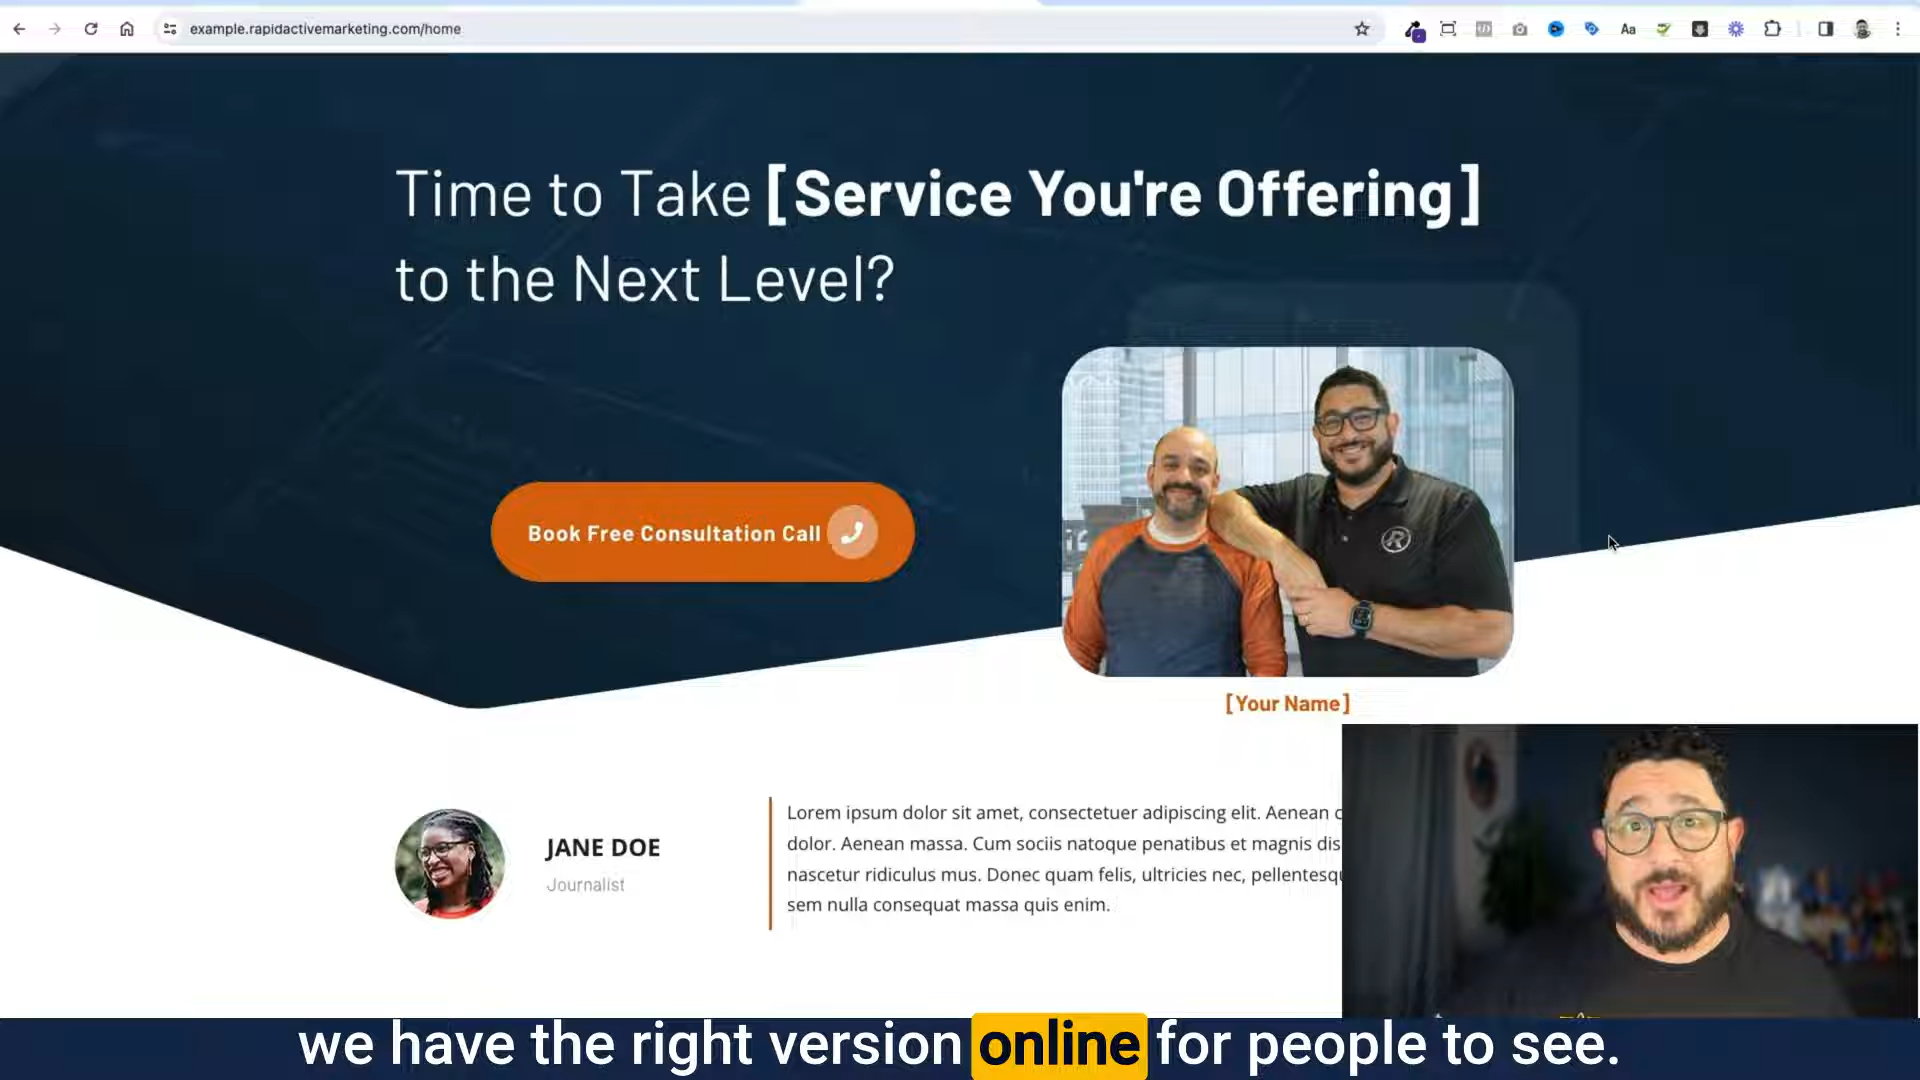 example.rapidactivemarketing.com/home
Aa
Time to Take [Service You're Offering]
to the Next Level?
Book Free Consultation Call
R
[Your Name]
JANE DOE
Journalist
Lorem ipsum dolor sit amet, consectetuer adipiscing elit. Aenean c
dolor. Aenean massa. Cum sociis natoque penatibus et magnis dis
nascetur ridiculus mus. Donec quam felis, ultricies nec, pellentesqu
sem nulla consequat massa quis enim.
we have the right version online for people to see.